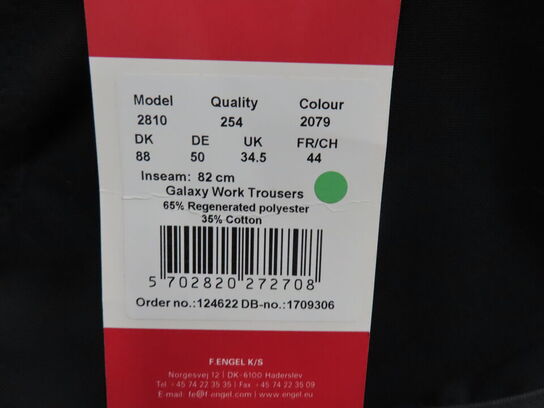 Model Quality Colour
2810 254 2079
DK DE UK FR/CH
88 50 34.5 44
Inseam: 82 cm
Galaxy Work Trousers
65% Regenerated polyester
35% Cotton
5 702820 272708
Order no.:124622 DB-no.:1709306
F.ENGEL K/S
Norgesvej 12 | DK-6100 Haderslev
Tel. +45 74 22 35 35 | Fax +45 74 22 35 09
E-mail: fe@f.engel.com | www.engel.eu